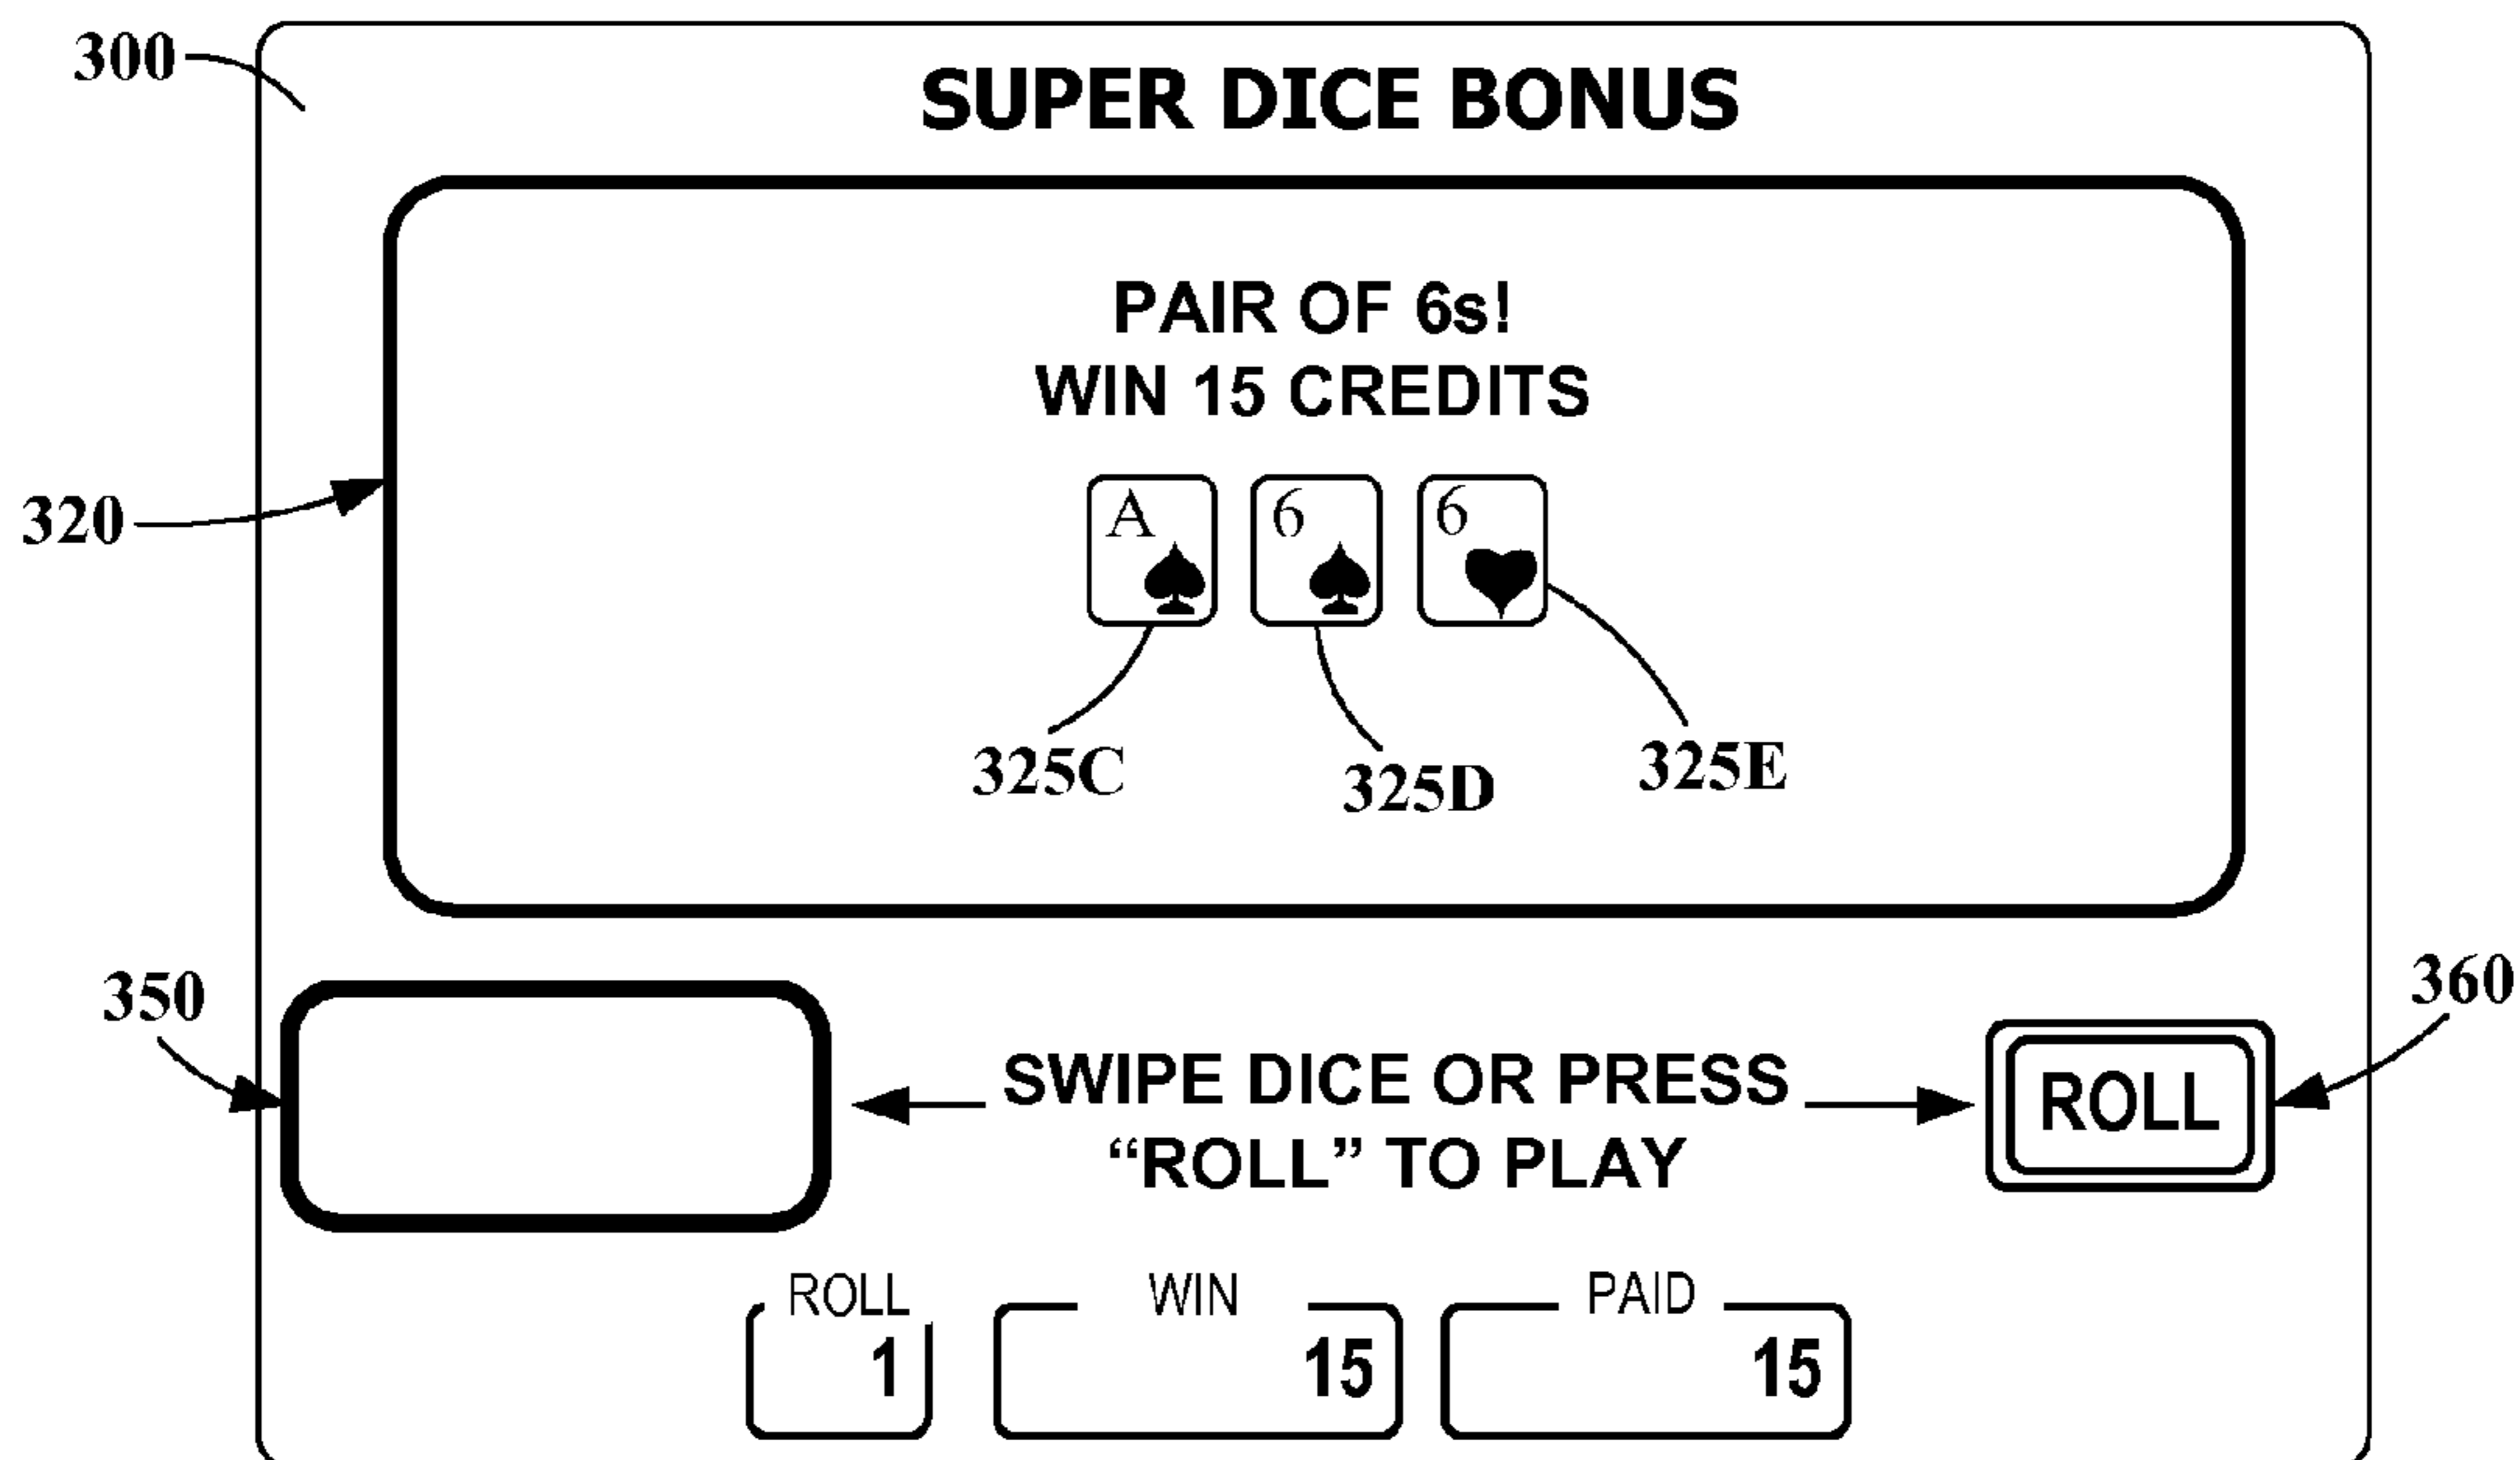 300
SUPER DICE BONUS
PAIR OF 6s!
WIN 15 CREDITS
320
A 6 6
325C 325D 325E
350
360
SWIPE DICE OR PRESS
“ROLL” TO PLAY
ROLL
ROLL WIN PAID
1 15 15